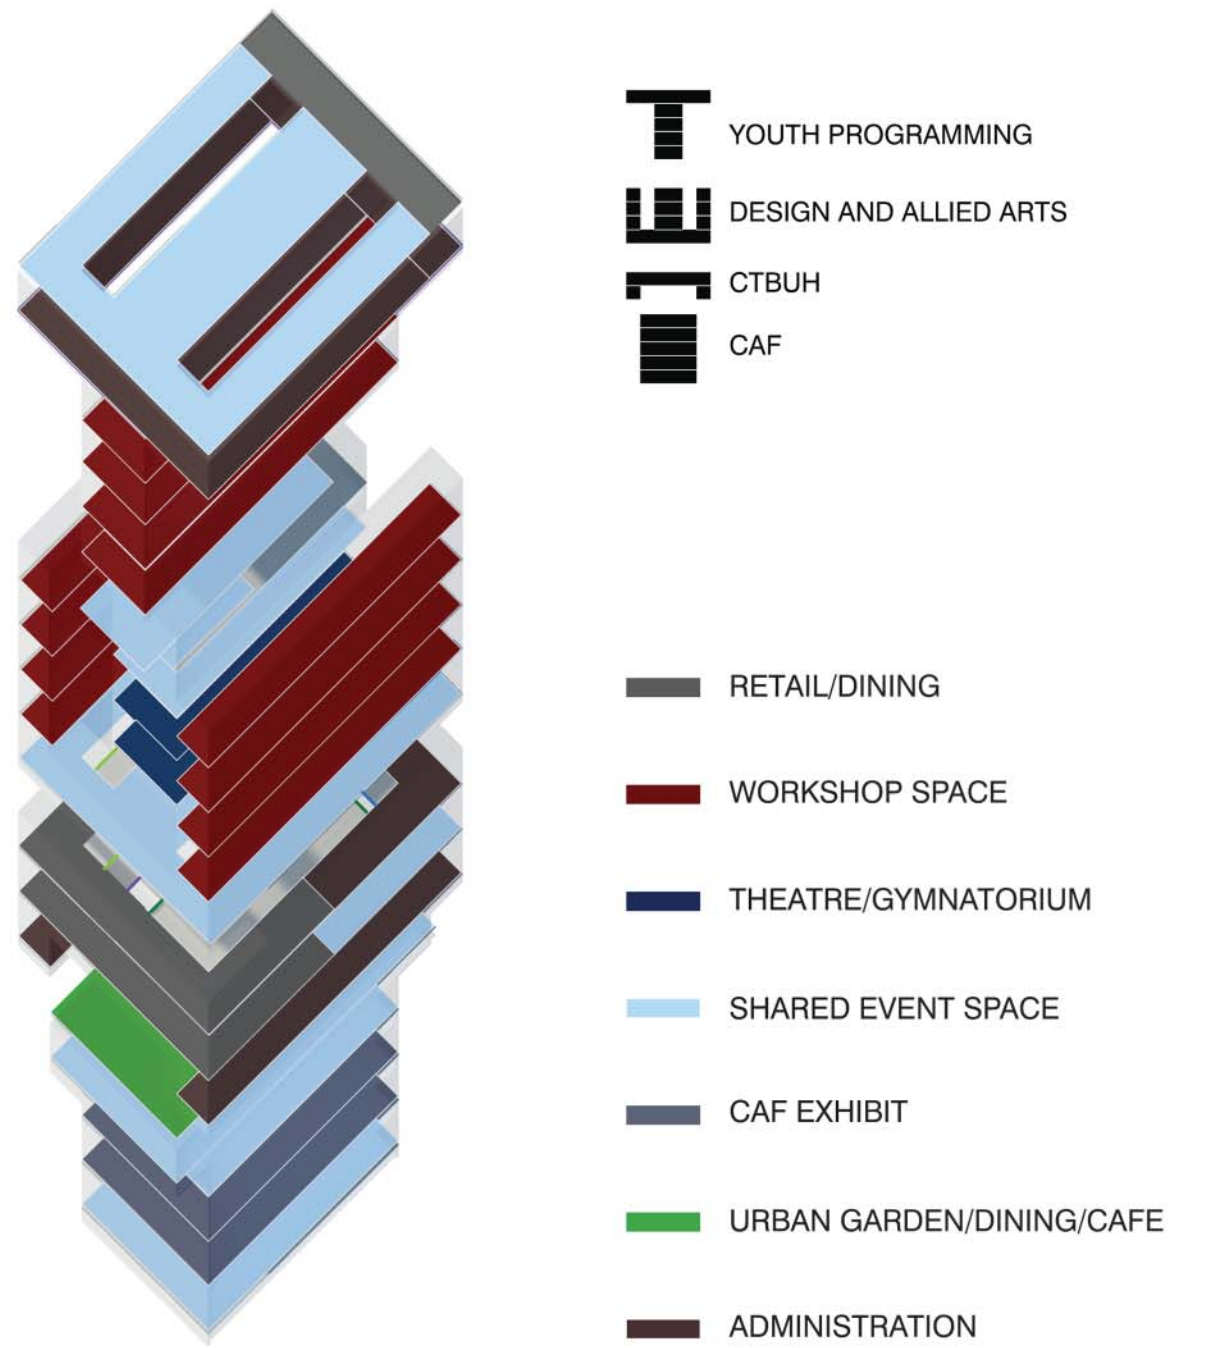 YOUTH PROGRAMMING
DESIGN AND ALLIED ARTS
CTBUH
CAF
RETAIL/DINING
WORKSHOP SPACE
THEATRE/GYMNATORIUM
SHARED EVENT SPACE
CAF EXHIBIT
URBAN GARDEN/DINING/CAFE
ADMINISTRATION